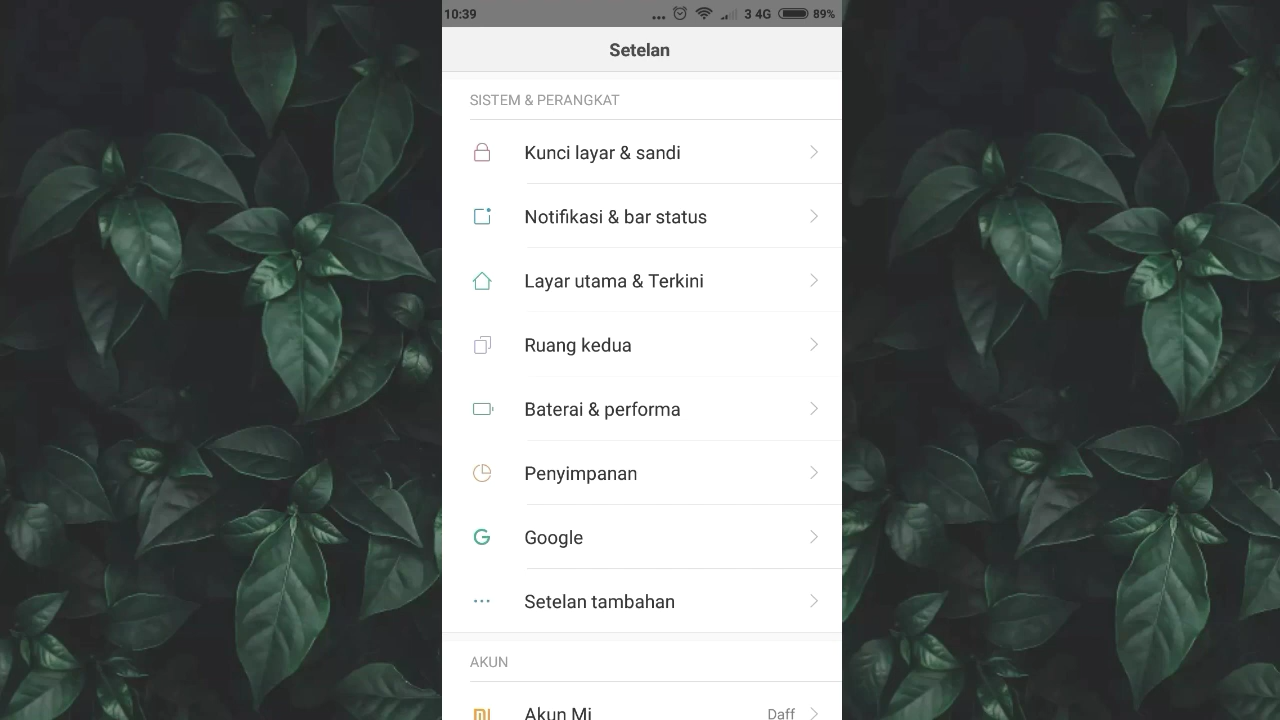 10:39 ... 3 4G 89%
Setelan
SISTEM & PERANGKAT
Kunci layar & sandi
Notifikasi & bar status
Layar utama & Terkini
Ruang kedua
Baterai & performa
Penyimpanan
Google
Setelan tambahan
AKUN
Akun Mi Daff